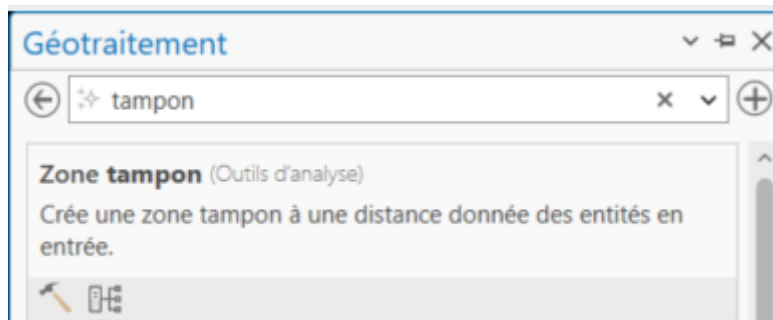 Géotraitement
tampon
Zone tampon (Outils d'analyse)
Crée une zone tampon à une distance donnée des entités en
entrée.